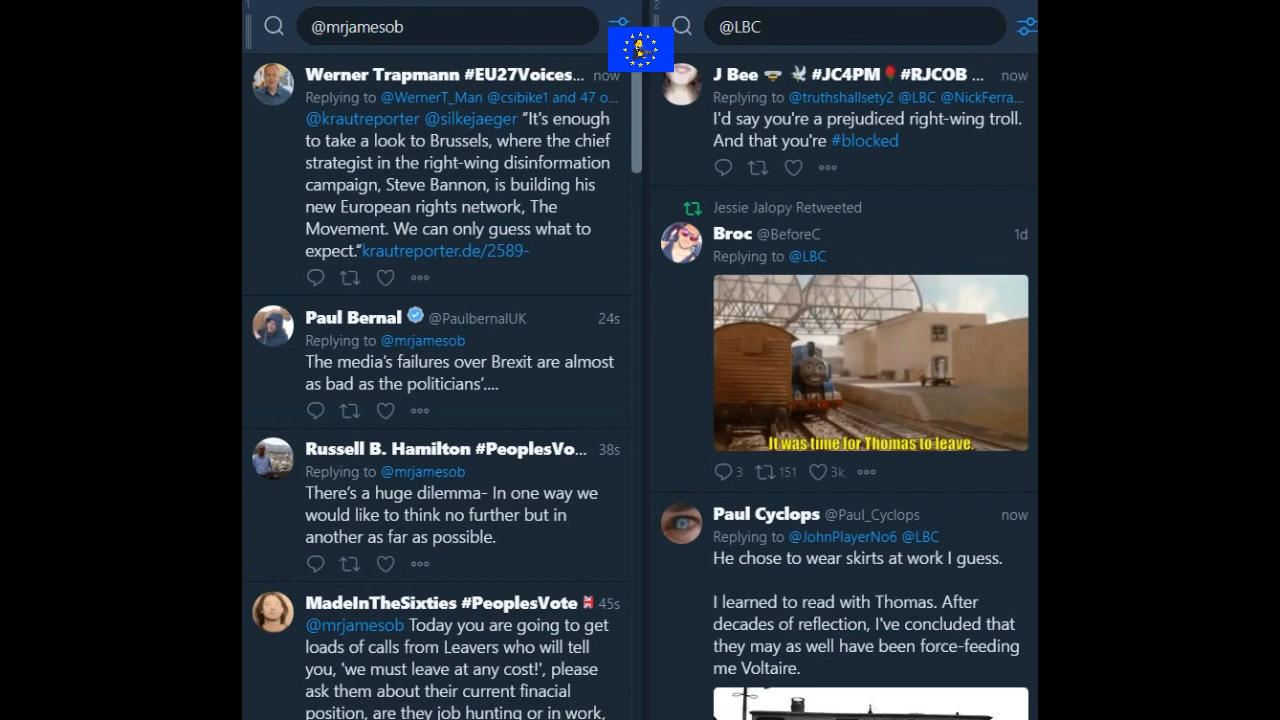 1
@mrjamesob
Werner Trapmann #EU27Voices... now
Replying to @WernerT_Man @csibike1 and 47 o...
@krautreporter @silkejaeger “It's enough
to take a look to Brussels, where the chief
strategist in the right-wing disinformation
campaign, Steve Bannon, is building his
new European rights network, The
Movement. We can only guess what to
expect.“krautreporter.de/2589-
Paul Bernal @PaulbernalUK 24s
Replying to @mrjamesob
The media’s failures over Brexit are almost
as bad as the politicians’....
Russell B. Hamilton #PeoplesVo... 38s
Replying to @mrjamesob
There’s a huge dilemma- In one way we
would like to think no further but in
another as far as possible.
MadeInTheSixties #PeoplesVote 45s
@mrjamesob Today you are going to get
loads of calls from Leavers who will tell
you, 'we must leave at any cost!', please
ask them about their current finacial
position, are they job hunting or in work,
2
@LBC
J Bee #JC4PM #RJCOB ... now
Replying to @truthshallsety2 @LBC @NickFerra...
I'd say you're a prejudiced right-wing troll.
And that you're #blocked
Jessie Jalopy Retweeted
Broc @BeforeC 1d
Replying to @LBC
It was time for Thomas to leave.
3 151 3k
Paul Cyclops @Paul_Cyclops now
Replying to @JohnPlayerNo6 @LBC
He chose to wear skirts at work I guess.
I learned to read with Thomas. After
decades of reflection, I've concluded that
they may as well have been force-feeding
me Voltaire.